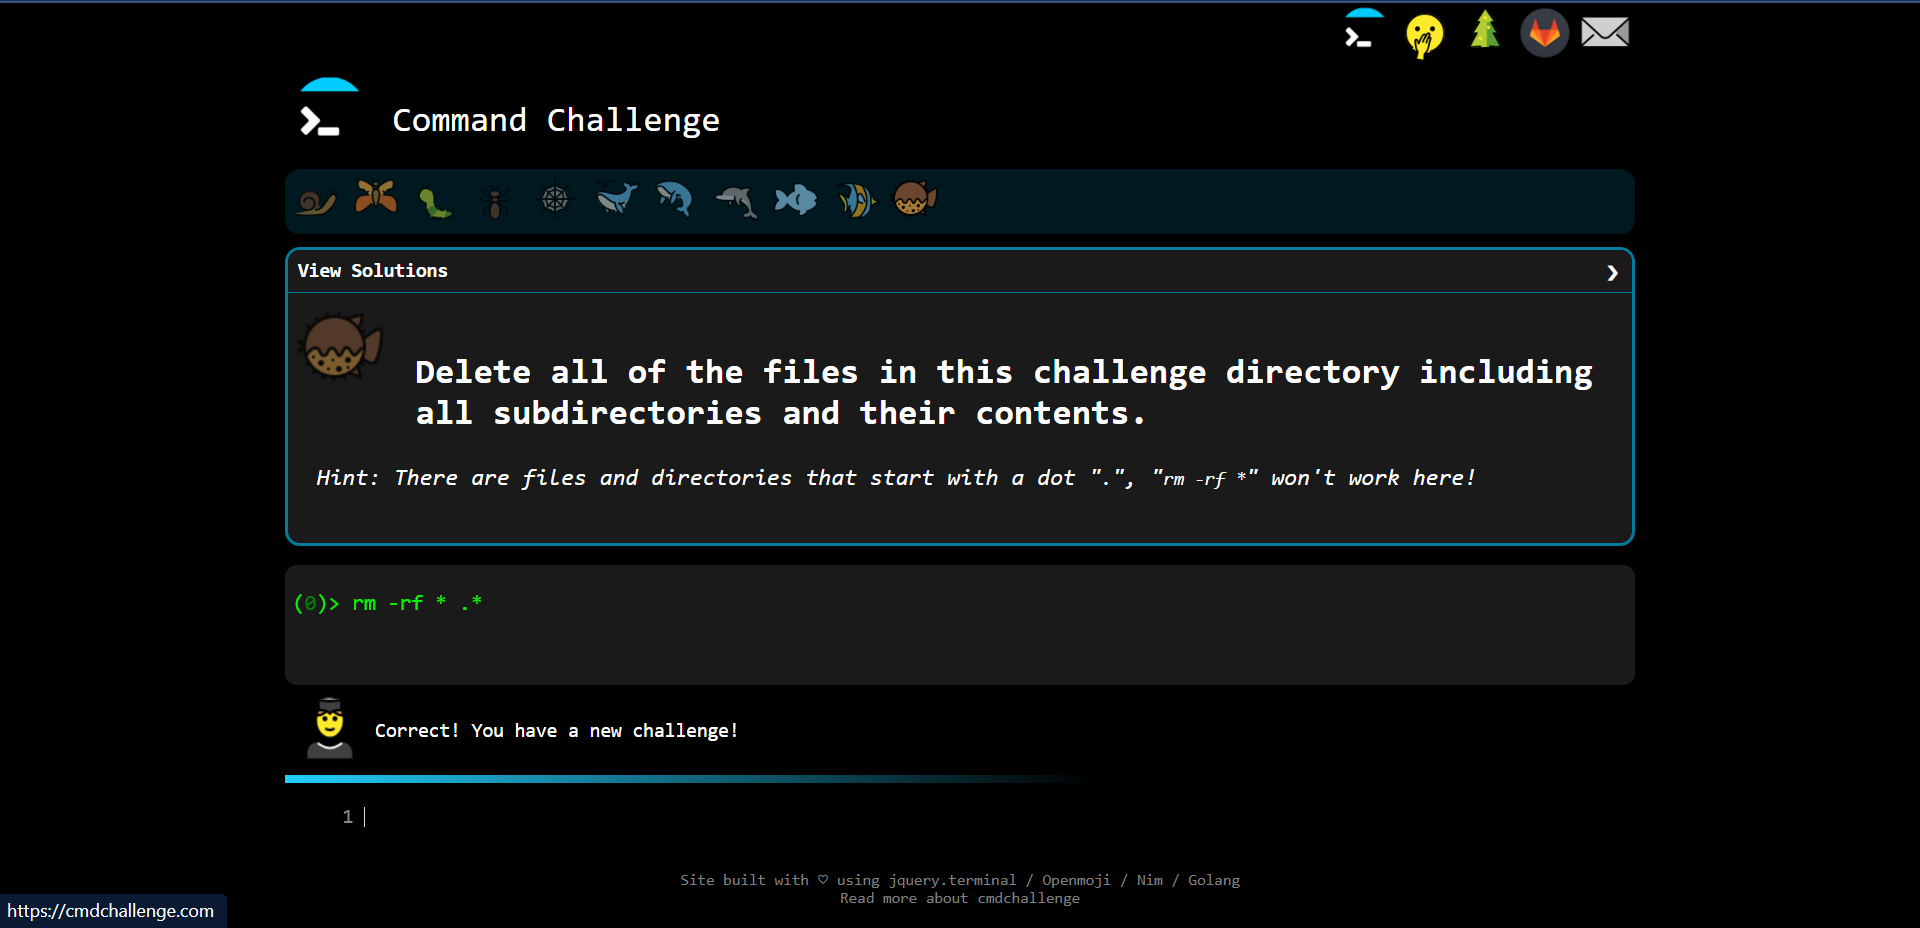 Command Challenge
View Solutions
Delete all of the files in this challenge directory including
all subdirectories and their contents.
Hint: There are files and directories that start with a dot ".", "rm -rf *" won't work here!
(0)> rm -rf * .*
Correct! You have a new challenge!
1
Site built with ♡ using jquery.terminal / Openmoji / Nim / Golang
Read more about cmdchallenge
https://cmdchallenge.com